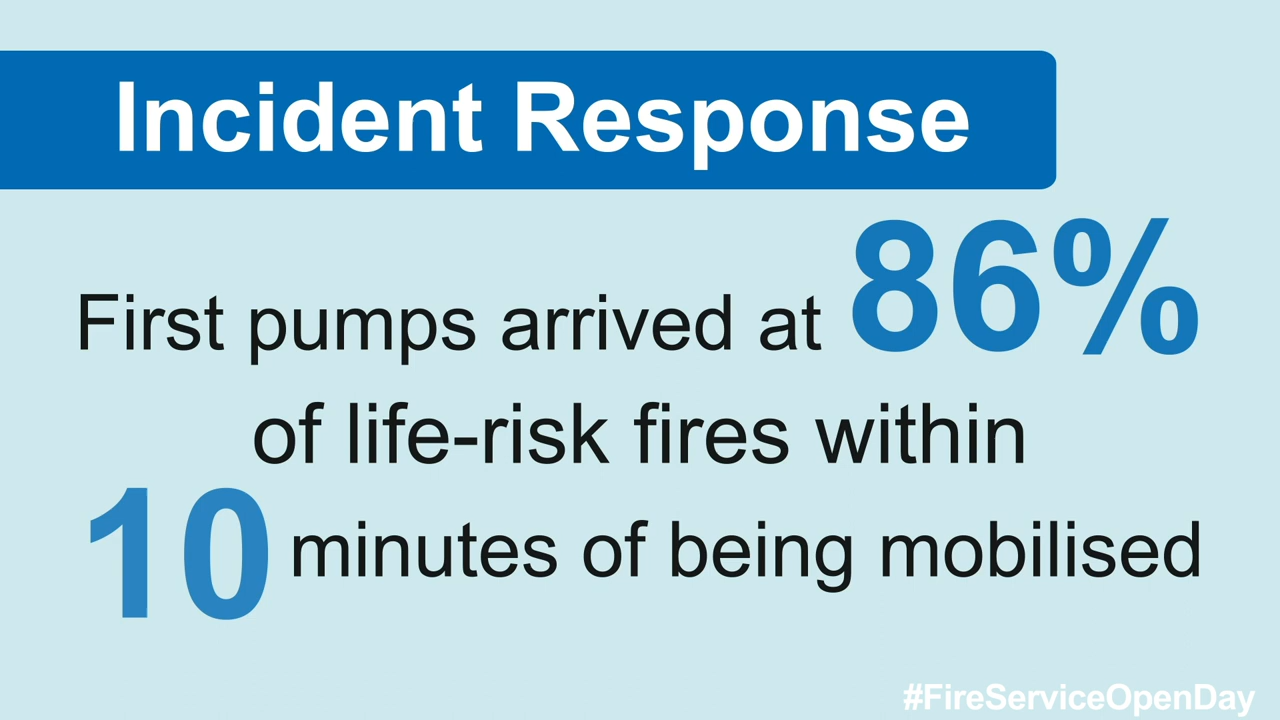 Incident Response
First pumps arrived at 86%
of life-risk fires within
10 minutes of being mobilised
#FireServiceOpenDay